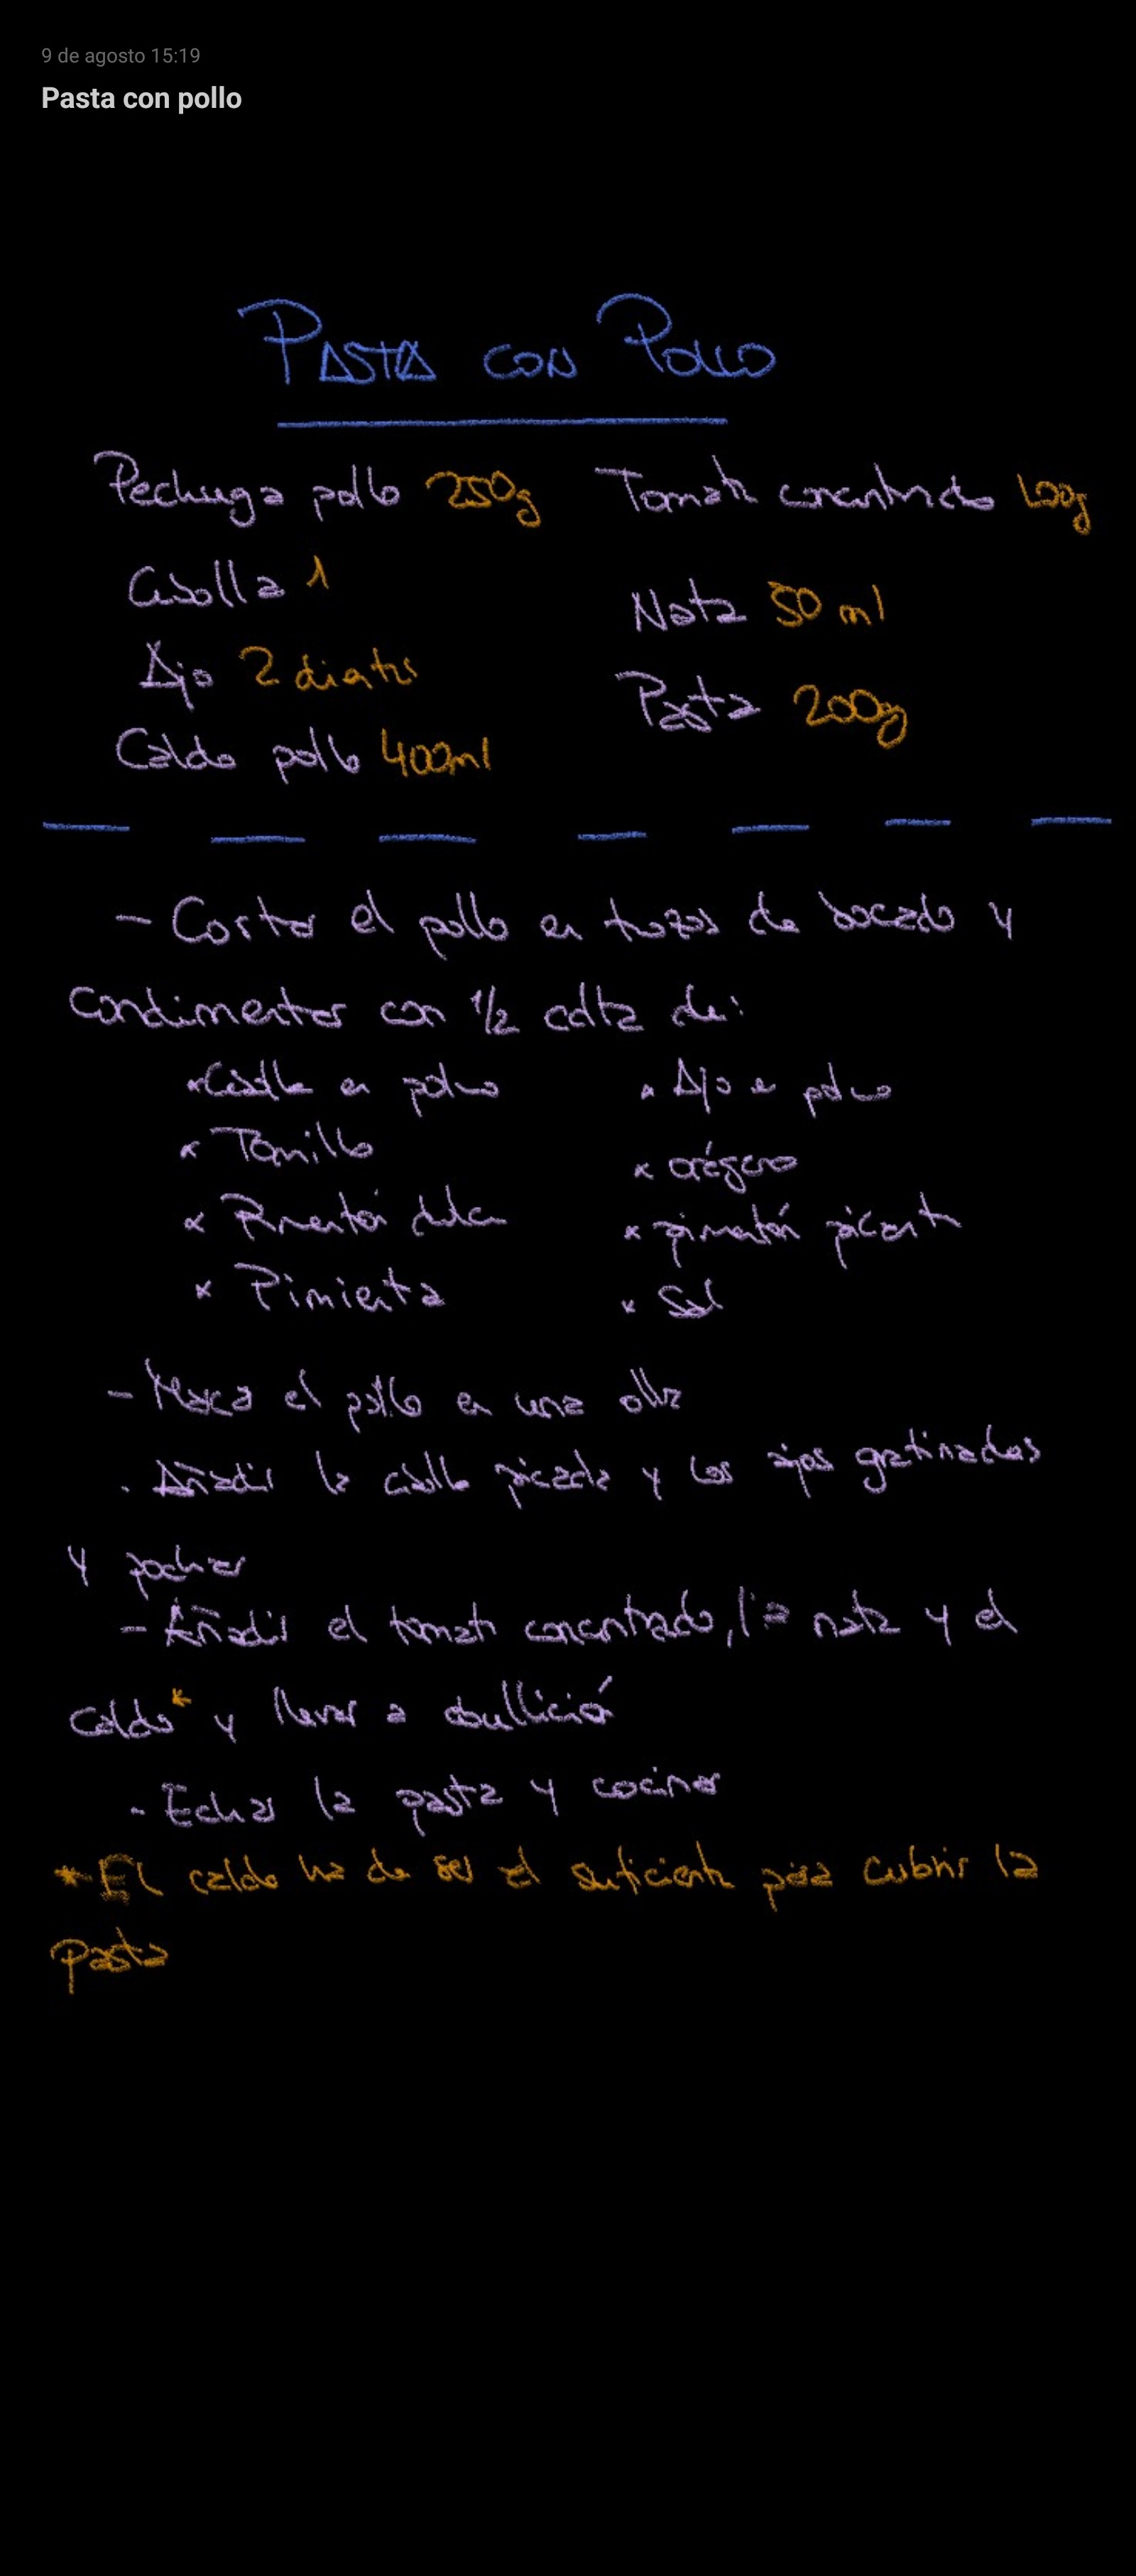 9 de agosto 15:19
Pasta con pollo
PASTA CON POLLO
Pechuga pollo 250g Tomate concentrado 100g
Cebolla 1
Nata 50 ml
Ajo 2 dientes
Pasta 200g
Caldo pollo 400ml
- Cortar el pollo en trozos de bocado y
condimentar con 1/2 cdta de:
* Cebolla en polvo * Ajo en polvo
* Tomillo * orégano
* Pimentón dulce * pimentón picante
* Pimienta * Sal
- Marca el pollo en una olla
. Añadir la cebolla picada y los ajos gratinados
y pochar
- Añadir el tomate concentrado, la nata y el
caldo* y llevar a ebullición
- Echar la pasta y cocinar
* El caldo ha de ser el suficiente para cubrir la
pasta